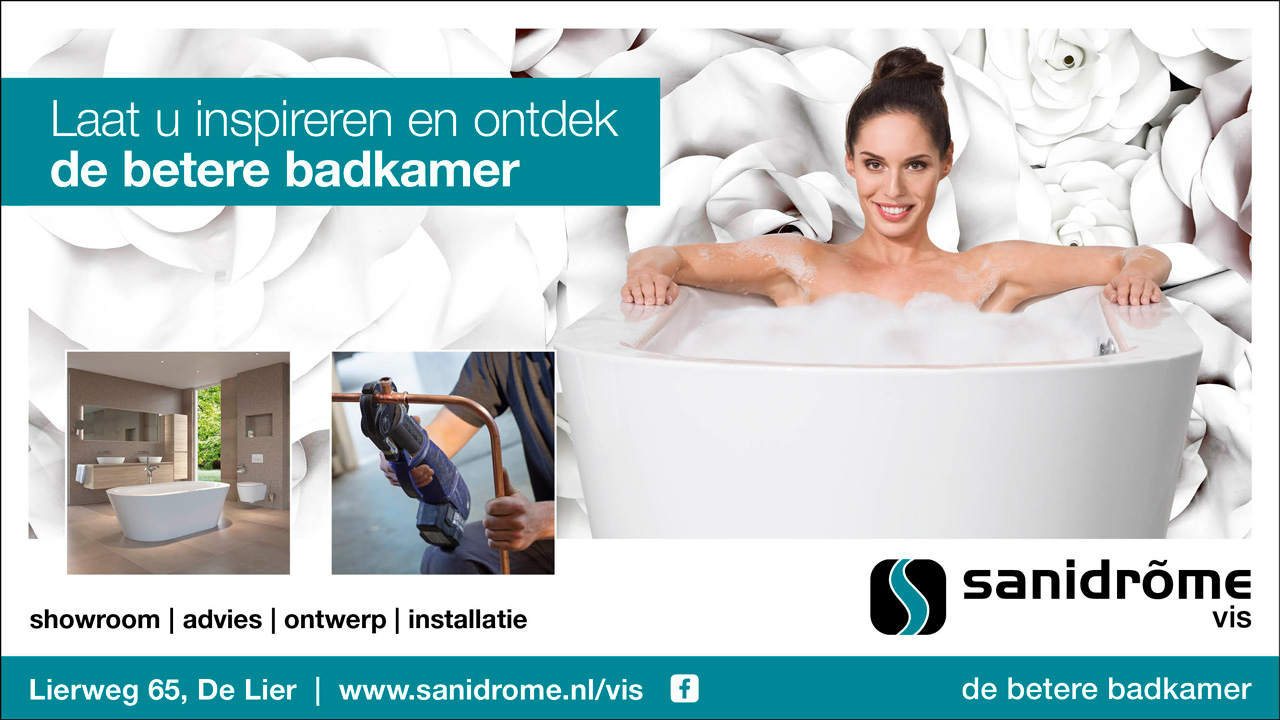 Laat u inspireren en ontdek
de betere badkamer
showroom | advies | ontwerp | installatie
sanidrõme
vis
Lierweg 65, De Lier | www.sanidrome.nl/vis
de betere badkamer